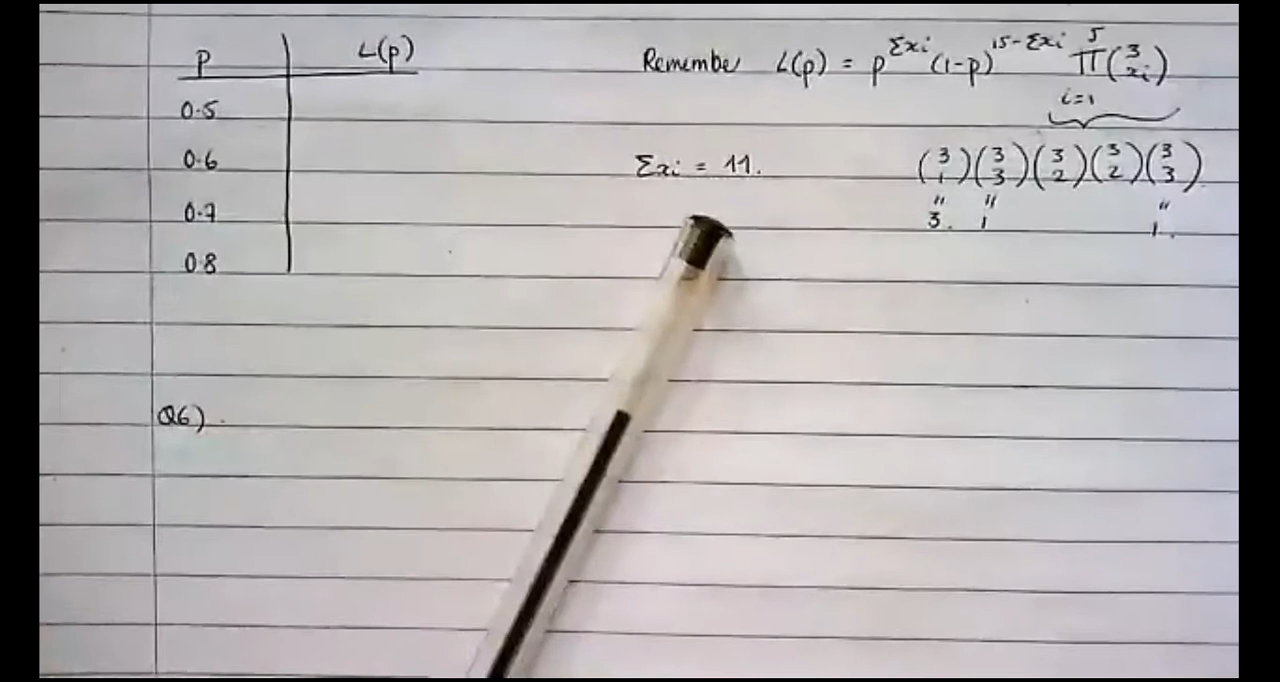 P L(p) Remember L(p) = p^Σxi (1-p)^15-Σxi 5 Π i=1 (3 xi)
0.5
0.6 Σxi = 11. (3 1)(3 3)(3 2)(3 2)(3 3)
" " "
0.7 3. 1 1.
0.8
Q6).